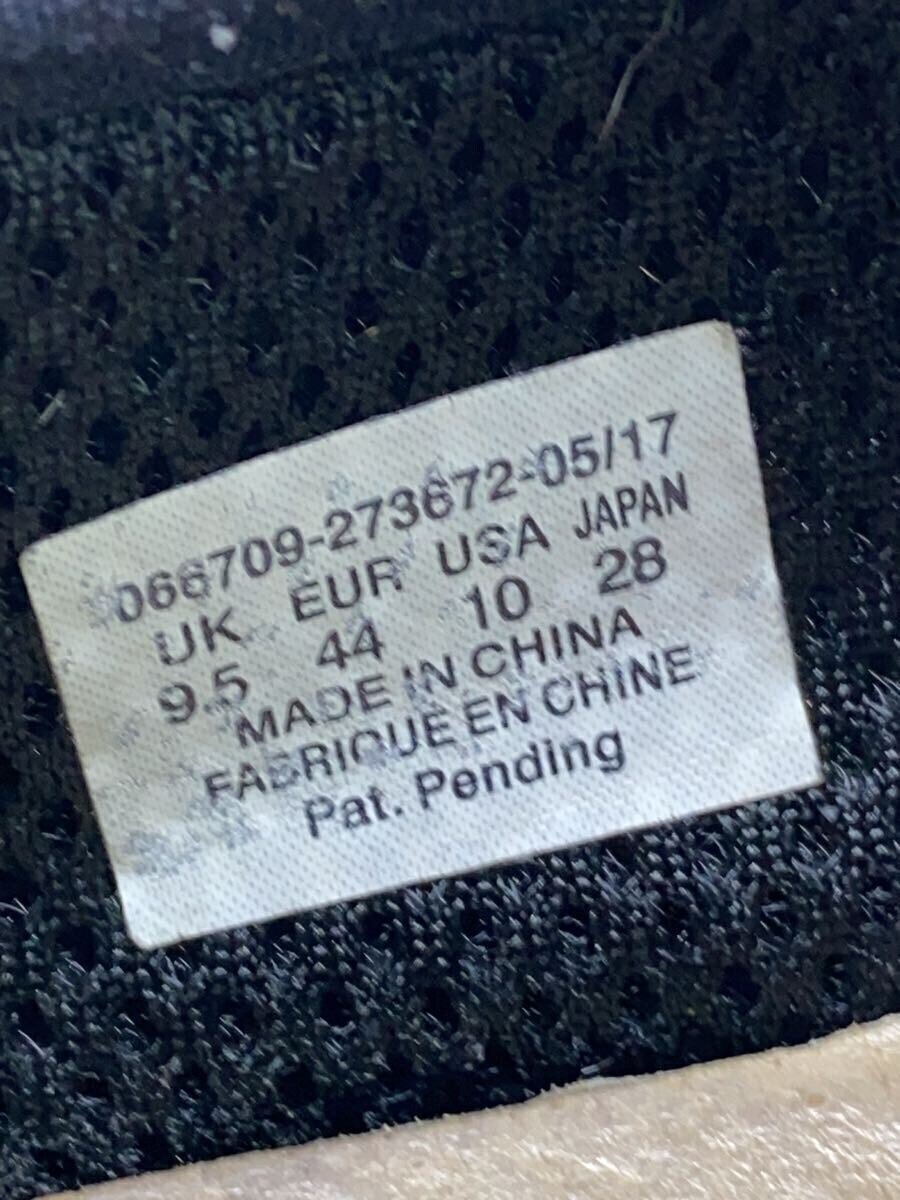 066709-273672-05/17
UK EUR USA JAPAN
9.5 44 10 28
MADE IN CHINA
FABRIQUE EN CHINE
Pat. Pending